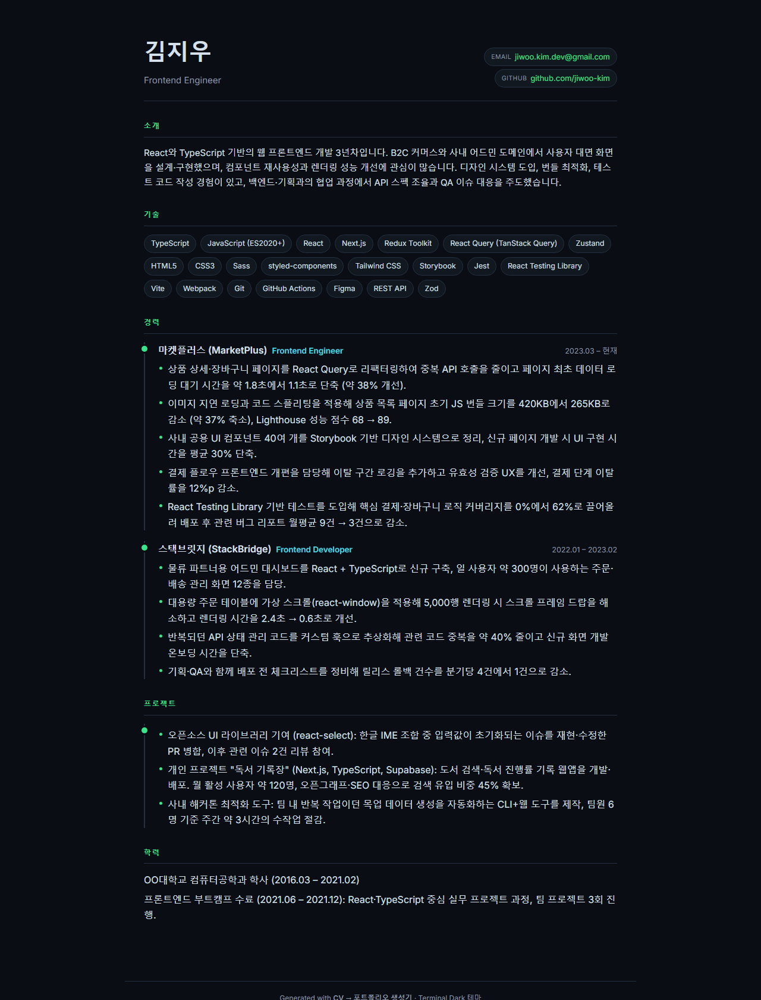 김지우
Frontend Engineer
EMAIL jiwoo.kim.dev@gmail.com
GITHUB github.com/jiwoo-kim
소개
React와 TypeScript 기반의 웹 프론트엔드 개발 3년차입니다. B2C 커머스와 사내 어드민 도메인에서 사용자 대면 화면
을 설계·구현했으며, 컴포넌트 재사용성과 렌더링 성능 개선에 관심이 많습니다. 디자인 시스템 도입, 번들 최적화, 테스
트 코드 작성 경험이 있고, 백엔드·기획과의 협업 과정에서 API 스펙 조율과 QA 이슈 대응을 주도했습니다.
기술
TypeScript JavaScript (ES2020+) React Next.js Redux Toolkit React Query (TanStack Query) Zustand
HTML5 CSS3 Sass styled-components Tailwind CSS Storybook Jest React Testing Library
Vite Webpack Git GitHub Actions Figma REST API Zod
경력
마켓플러스 (MarketPlus) Frontend Engineer 2023.03 – 현재
• 상품 상세·장바구니 페이지를 React Query로 리팩터링하여 중복 API 호출을 줄이고 페이지 최초 데이터 로
딩 대기 시간을 약 1.8초에서 1.1초로 단축 (약 38% 개선).
• 이미지 지연 로딩과 코드 스플리팅을 적용해 상품 목록 페이지 초기 JS 번들 크기를 420KB에서 265KB로
감소 (약 37% 축소), Lighthouse 성능 점수 68 → 89.
• 사내 공용 UI 컴포넌트 40여 개를 Storybook 기반 디자인 시스템으로 정리, 신규 페이지 개발 시 UI 구현 시
간을 평균 30% 단축.
• 결제 플로우 프론트엔드 개편을 담당해 이탈 구간 로깅을 추가하고 유효성 검증 UX를 개선, 결제 단계 이탈
률을 12%p 감소.
• React Testing Library 기반 테스트를 도입해 핵심 결제·장바구니 로직 커버리지를 0%에서 62%로 끌어올
려 배포 후 관련 버그 리포트 월평균 9건 → 3건으로 감소.
스택브릿지 (StackBridge) Frontend Developer 2022.01 – 2023.02
• 물류 파트너용 어드민 대시보드를 React + TypeScript로 신규 구축, 일 사용자 약 300명이 사용하는 주문·
배송 관리 화면 12종을 담당.
• 대용량 주문 테이블에 가상 스크롤(react-window)을 적용해 5,000행 렌더링 시 스크롤 프레임 드랍을 해
소하고 렌더링 시간을 2.4초 → 0.6초로 개선.
• 반복되던 API 상태 관리 코드를 커스텀 훅으로 추상화해 관련 코드 중복을 약 40% 줄이고 신규 화면 개발
온보딩 시간을 단축.
• 기획·QA와 함께 배포 전 체크리스트를 정비해 릴리스 롤백 건수를 분기당 4건에서 1건으로 감소.
프로젝트
• 오픈소스 UI 라이브러리 기여 (react-select): 한글 IME 조합 중 입력값이 초기화되는 이슈를 재현·수정한
PR 병합, 이후 관련 이슈 2건 리뷰 참여.
• 개인 프로젝트 "독서 기록장" (Next.js, TypeScript, Supabase): 도서 검색·독서 진행률 기록 웹앱을 개발·
배포. 월 활성 사용자 약 120명, 오픈그래프·SEO 대응으로 검색 유입 비중 45% 확보.
• 사내 해커톤 최적화 도구: 팀 내 반복 작업이던 목업 데이터 생성을 자동화하는 CLI+웹 도구를 제작, 팀원 6
명 기준 주간 약 3시간의 수작업 절감.
학력
OO대학교 컴퓨터공학과 학사 (2016.03 – 2021.02)
프론트엔드 부트캠프 수료 (2021.06 – 2021.12): React·TypeScript 중심 실무 프로젝트 과정, 팀 프로젝트 3회 진
행.
Generated with CV → 포트폴리오 생성기 · Terminal Dark 테마